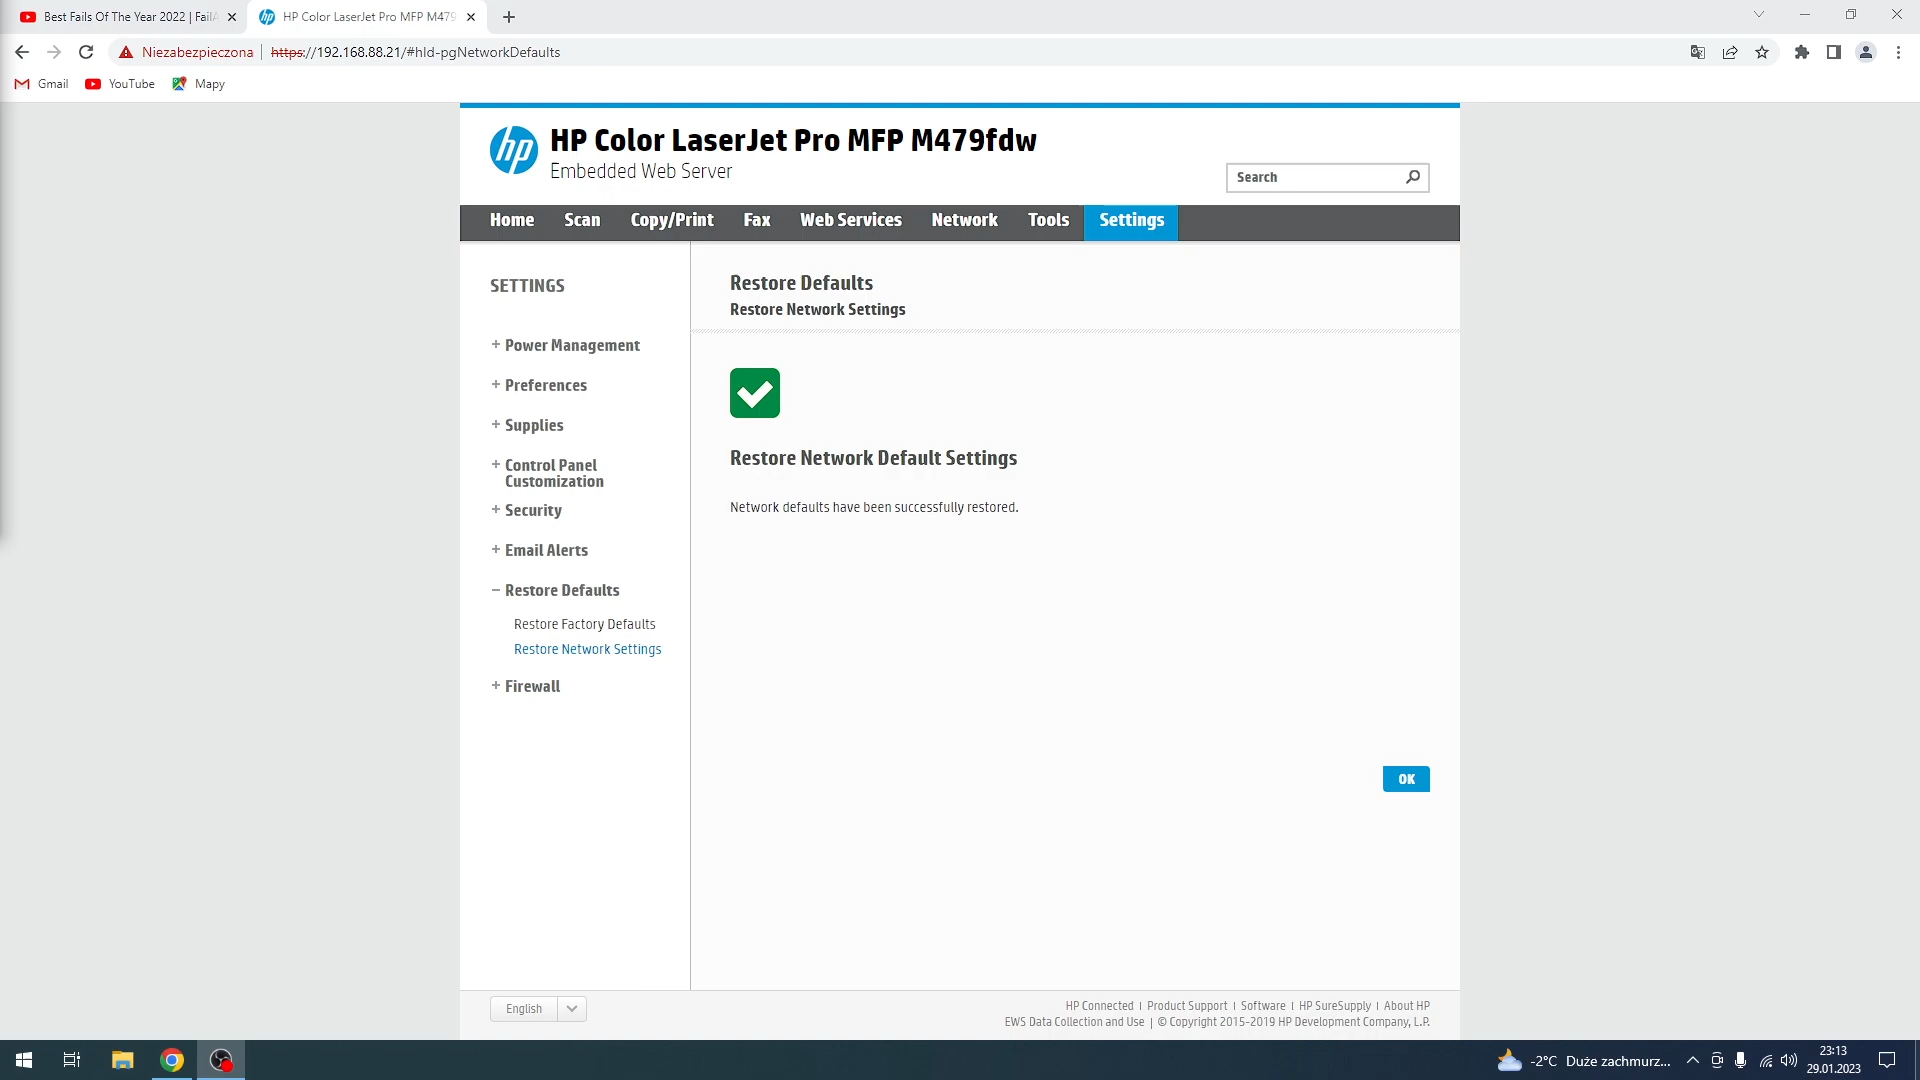 Best Fails Of The Year 2022 | FailA
HP Color LaserJet Pro MFP M479
Niezabezpieczona
https://192.168.88.21/#hId-pgNetworkDefaults
Gmail
YouTube
Mapy
hp
HP Color LaserJet Pro MFP M479fdw
Embedded Web Server
Search
Home Scan Copy/Print Fax Web Services Network Tools Settings
SETTINGS
+ Power Management
+ Preferences
+ Supplies
+ Control Panel
Customization
+ Security
+ Email Alerts
− Restore Defaults
Restore Factory Defaults
Restore Network Settings
+ Firewall
Restore Defaults
Restore Network Settings
Restore Network Default Settings
Network defaults have been successfully restored.
OK
English
HP Connected | Product Support | Software | HP SureSupply | About HP
EWS Data Collection and Use | © Copyright 2015-2019 HP Development Company, L.P.
-2°C Duże zachmurz...
23:13
29.01.2023